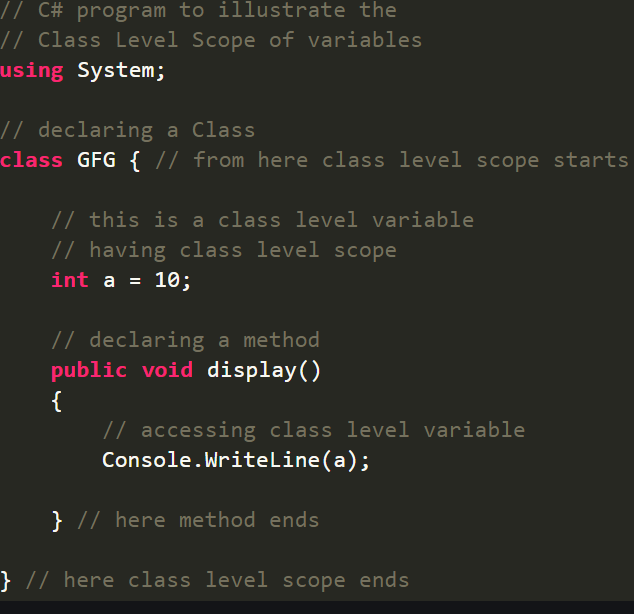 // C# program to illustrate the
// Class Level Scope of variables
using System;
// declaring a Class
class GFG { // from here class level scope starts
// this is a class level variable
// having class level scope
int a = 10;
// declaring a method
public void display()
{
// accessing class level variable
Console.WriteLine(a);
} // here method ends
} // here class level scope ends